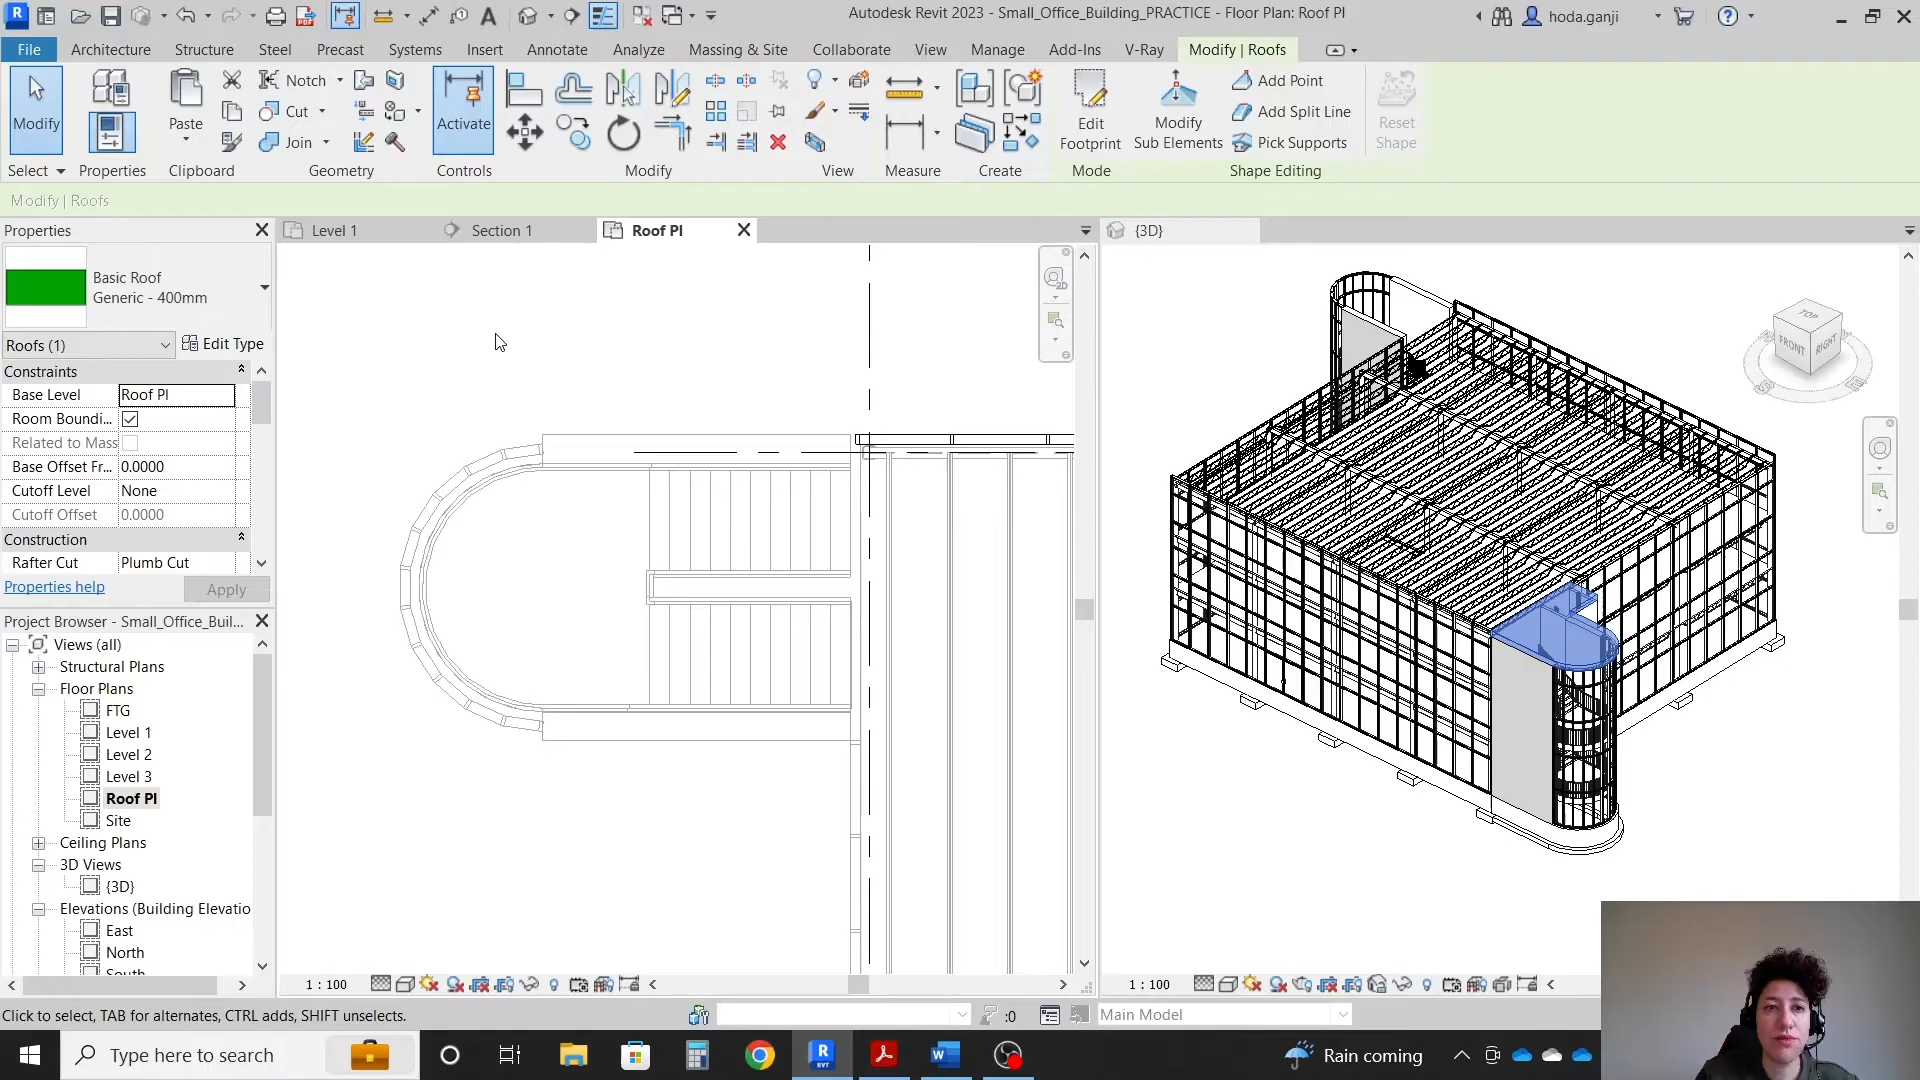 Autodesk Revit 2023 - Small_Office_Building_PRACTICE - Floor Plan: Roof Pl
hoda.ganji
File Architecture Structure Steel Precast Systems Insert Annotate Analyze Massing & Site Collaborate View Manage Add-Ins V-Ray Modify | Roofs
Modify
Paste
Notch
Cut
Join
Activate
Edit Footprint
Modify Sub Elements
Add Point
Add Split Line
Pick Supports
Reset Shape
Select Properties Clipboard Geometry Controls Modify View Measure Create Mode Shape Editing
Modify | Roofs
Properties
Basic Roof
Generic - 400mm
Roofs (1)
Edit Type
Constraints
Base Level Roof Pl
Room Boundi...
Related to Mass
Base Offset Fr... 0.0000
Cutoff Level None
Cutoff Offset 0.0000
Construction
Rafter Cut Plumb Cut
Properties help
Apply
Project Browser - Small_Office_Buil...
Views (all)
Structural Plans
Floor Plans
FTG
Level 1
Level 2
Level 3
Roof Pl
Site
Ceiling Plans
3D Views
{3D}
Elevations (Building Elevatio
East
North
South
Level 1
Section 1
Roof Pl
{3D}
2D
TOP
FRONT
RIGHT
1 : 100
1 : 100
Click to select, TAB for alternates, CTRL adds, SHIFT unselects.
:0
Main Model
Type here to search
Rain coming